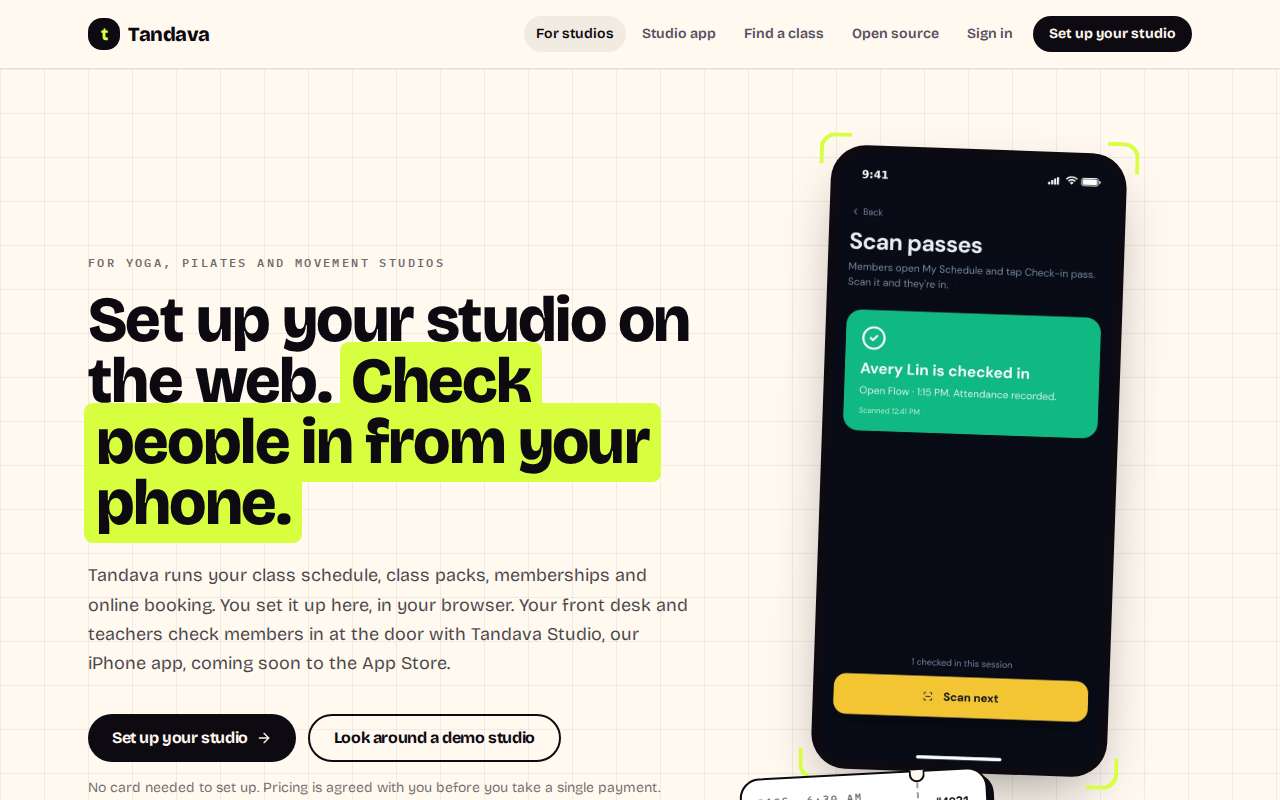 t Tandava
For studios
Studio app
Find a class
Open source
Sign in
Set up your studio
FOR YOGA, PILATES AND MOVEMENT STUDIOS
Set up your studio on
the web. Check
people in from your
phone.
Tandava runs your class schedule, class packs, memberships and
online booking. You set it up here, in your browser. Your front desk and
teachers check members in at the door with Tandava Studio, our
iPhone app, coming soon to the App Store.
Set up your studio
Look around a demo studio
No card needed to set up. Pricing is agreed with you before you take a single payment.
9:41
Back
Scan passes
Members open My Schedule and tap Check-in pass.
Scan it and they're in.
Avery Lin is checked in
Open Flow · 1:15 PM. Attendance recorded.
Scanned 12:41 PM
1 checked in this session
Scan next
6:30 AM